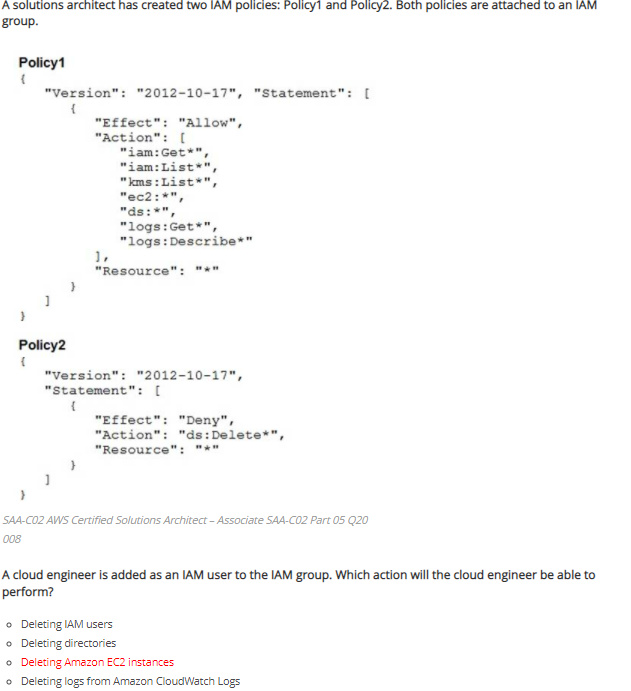 A solutions architect has created two IAM policies: Policy1 and Policy2. Both policies are attached to an IAM
group.
Policy1
{
"Version": "2012-10-17", "Statement": [
{
"Effect": "Allow",
"Action": [
"iam:Get*",
"iam:List*",
"kms:List*",
"ec2:*",
"ds:*",
"logs:Get*",
"logs:Describe*"
],
"Resource": "*"
}
]
}
Policy2
{
"Version": "2012-10-17",
"Statement": [
{
"Effect": "Deny",
"Action": "ds:Delete*",
"Resource": "*"
}
]
}
SAA-C02 AWS Certified Solutions Architect – Associate SAA-C02 Part 05 Q20
008
A cloud engineer is added as an IAM user to the IAM group. Which action will the cloud engineer be able to
perform?
Deleting IAM users
Deleting directories
Deleting Amazon EC2 instances
Deleting logs from Amazon CloudWatch Logs